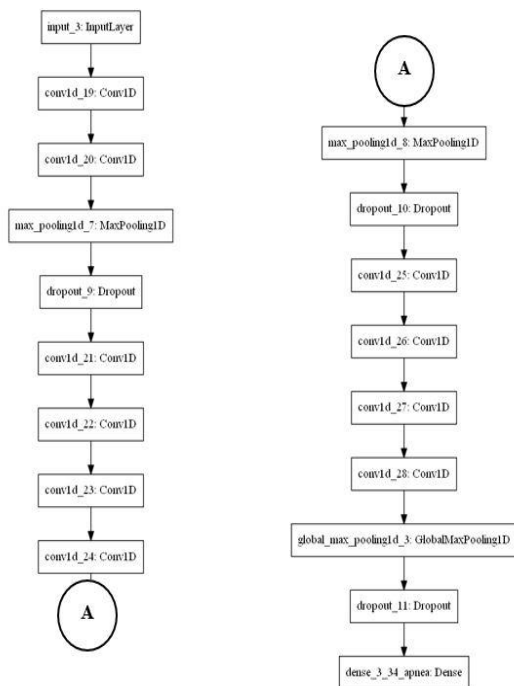 input_3: InputLayer
conv1d_19: Conv1D
conv1d_20: Conv1D
max_pooling1d_7: MaxPooling1D
dropout_9: Dropout
conv1d_21: Conv1D
conv1d_22: Conv1D
conv1d_23: Conv1D
conv1d_24: Conv1D
A
A
max_pooling1d_8: MaxPooling1D
dropout_10: Dropout
conv1d_25: Conv1D
conv1d_26: Conv1D
conv1d_27: Conv1D
conv1d_28: Conv1D
global_max_pooling1d_3: GlobalMaxPooling1D
dropout_11: Dropout
dense_3_34_apnea: Dense